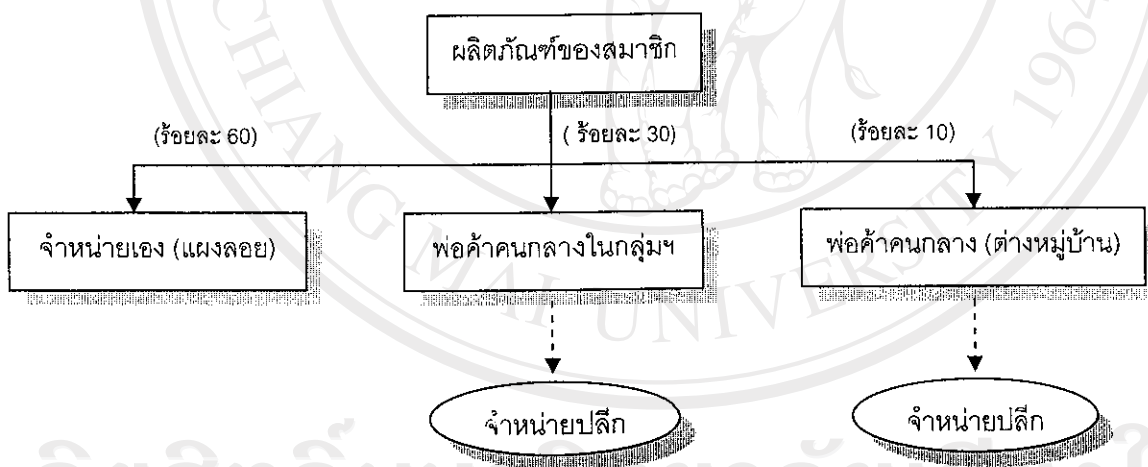 ผลิตภัณฑ์ของสมาชิก
(ร้อยละ 60)
( ร้อยละ 30)
(ร้อยละ 10)
จำหน่ายเอง (แผงลอย)
พ่อค้าคนกลางในกลุ่มฯ
พ่อค้าคนกลาง (ต่างหมู่บ้าน)
จำหน่ายปลีก
จำหน่ายปลีก
CHIANG MAI UNIVERSITY 1964